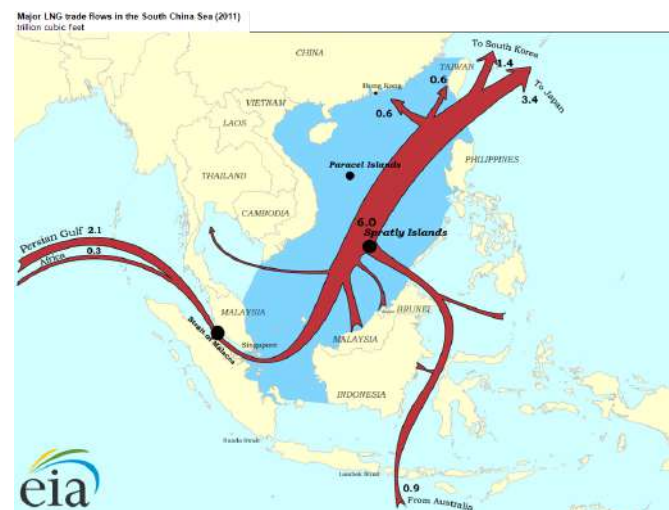 Major LNG trade flows in the South China Sea (2011)
trillion cubic feet
To South Korea
CHINA
TAIWAN
1.4
To Japan
0.6
Hong Kong
3.4
VIETNAM
0.6
LAOS
Paracel Islands
PHILIPPINES
THAILAND
CAMBODIA
6.0
Spratly Islands
Persian Gulf 2.1
Africa 0.3
MALAYSIA
BRUNEI
Strait of Malacca
Singapore
MALAYSIA
INDONESIA
Sunda Strait
Lombok Strait
eia
0.9
From Australia